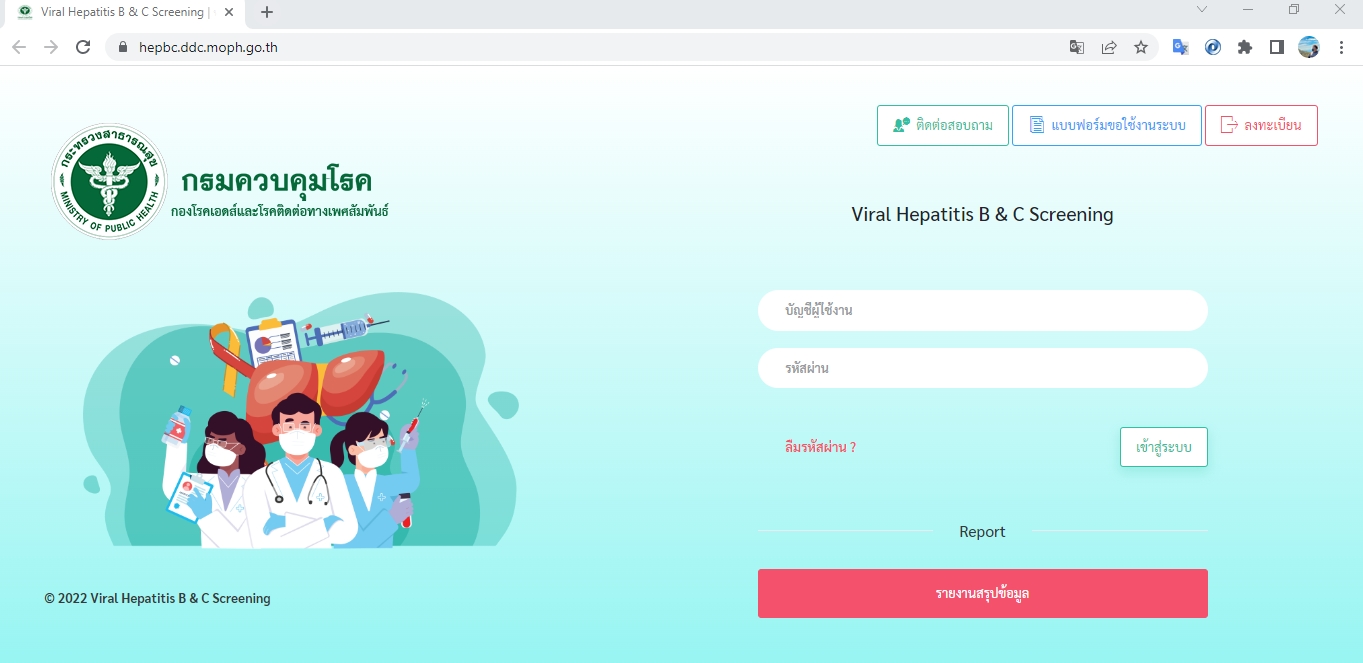 Viral Hepatitis B & C Screening |
hepbc.ddc.moph.go.th
ติดต่อสอบถาม
แบบฟอร์มขอใช้งานระบบ
ลงทะเบียน
กระทรวงสาธารณสุข
MINISTRY OF PUBLIC HEALTH
กรมควบคุมโรค
กองโรคเอดส์และโรคติดต่อทางเพศสัมพันธ์
Viral Hepatitis B & C Screening
บัญชีผู้ใช้งาน
รหัสผ่าน
ลืมรหัสผ่าน ?
เข้าสู่ระบบ
Report
รายงานสรุปข้อมูล
© 2022 Viral Hepatitis B & C Screening